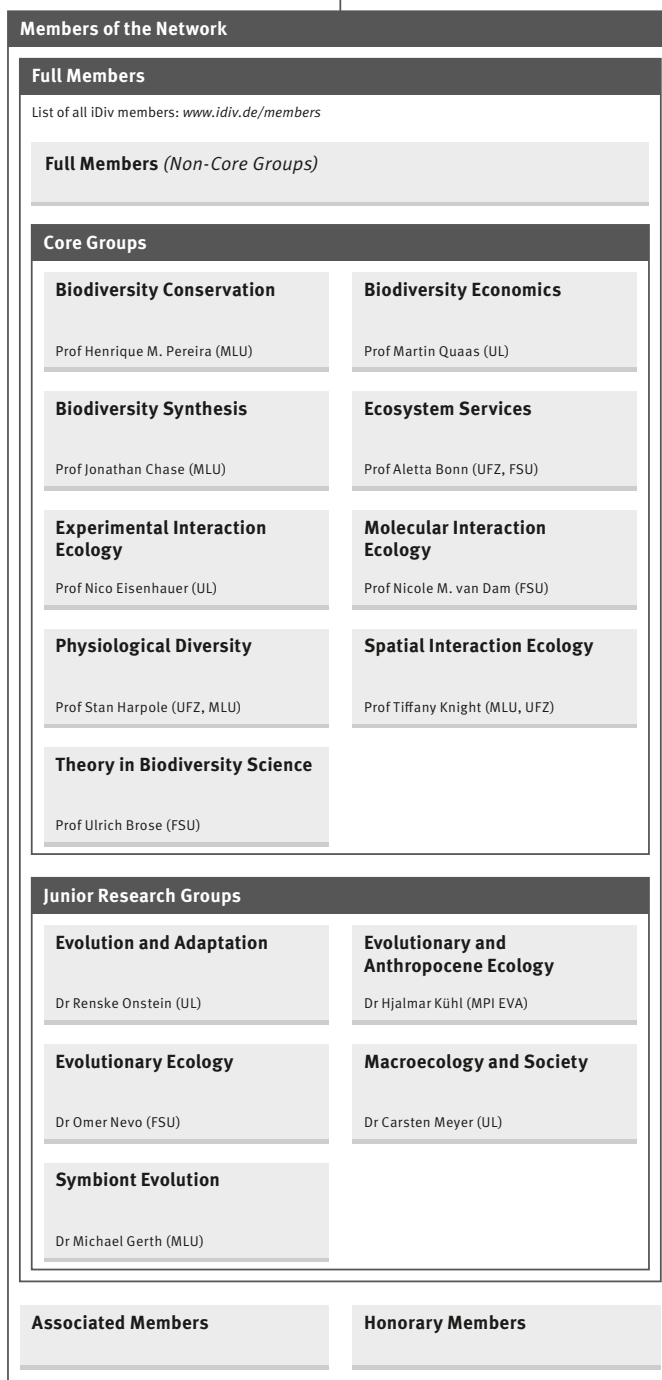 Members of the Network
Full Members
List of all iDiv members: www.idiv.de/members
Full Members (Non-Core Groups)
Core Groups
Biodiversity Conservation
Prof Henrique M. Pereira (MLU)
Biodiversity Economics
Prof Martin Quaas (UL)
Biodiversity Synthesis
Prof Jonathan Chase (MLU)
Ecosystem Services
Prof Aletta Bonn (UFZ, FSU)
Experimental Interaction
Ecology
Prof Nico Eisenhauer (UL)
Molecular Interaction
Ecology
Prof Nicole M. van Dam (FSU)
Physiological Diversity
Prof Stan Harpole (UFZ, MLU)
Spatial Interaction Ecology
Prof Tiffany Knight (MLU, UFZ)
Theory in Biodiversity Science
Prof Ulrich Brose (FSU)
Junior Research Groups
Evolution and Adaptation
Dr Renske Onstein (UL)
Evolutionary and
Anthropocene Ecology
Dr Hjalmar Kühl (MPI EVA)
Evolutionary Ecology
Dr Omer Nevo (FSU)
Macroecology and Society
Dr Carsten Meyer (UL)
Symbiont Evolution
Dr Michael Gerth (MLU)
Associated Members
Honorary Members